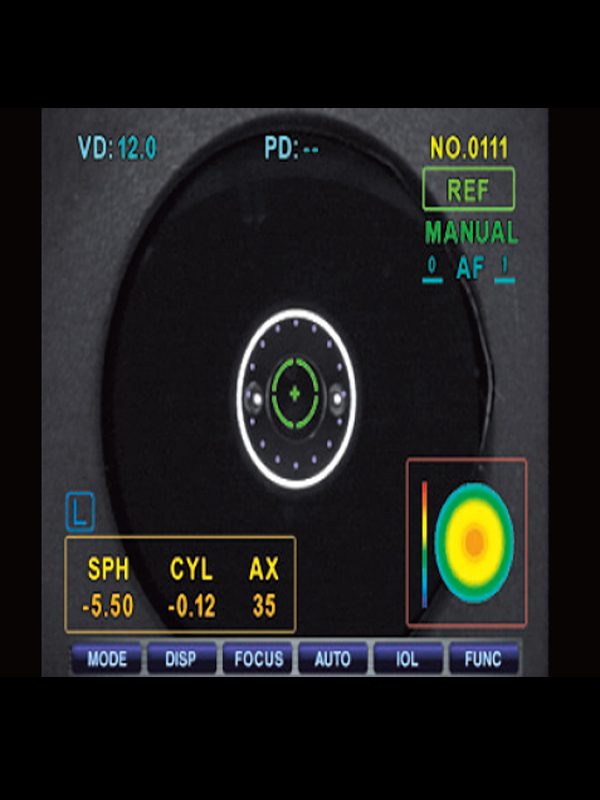 VD:12.0 PD:-- NO.0111
REF
MANUAL
0 AF 1
L
SPH CYL AX
-5.50 -0.12 35
MODE DISP FOCUS AUTO IOL FUNC